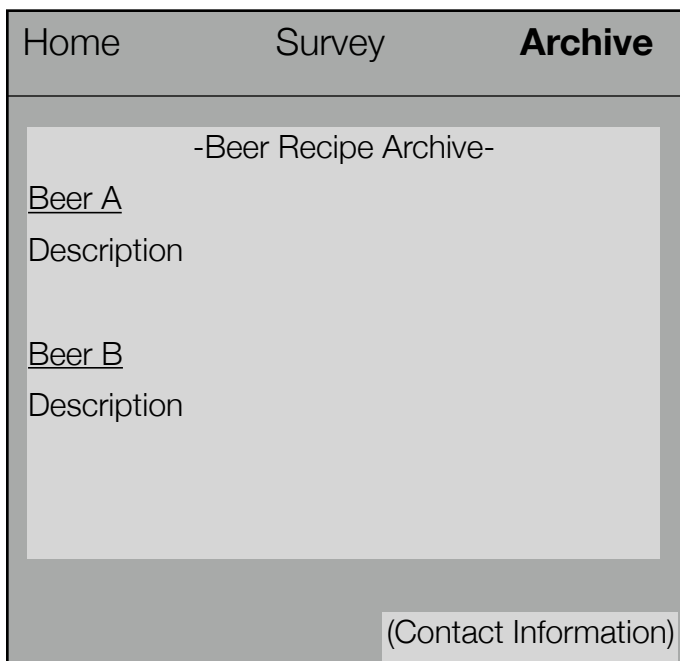 Home Survey Archive
-Beer Recipe Archive-
Beer A
Description
Beer B
Description
(Contact Information)